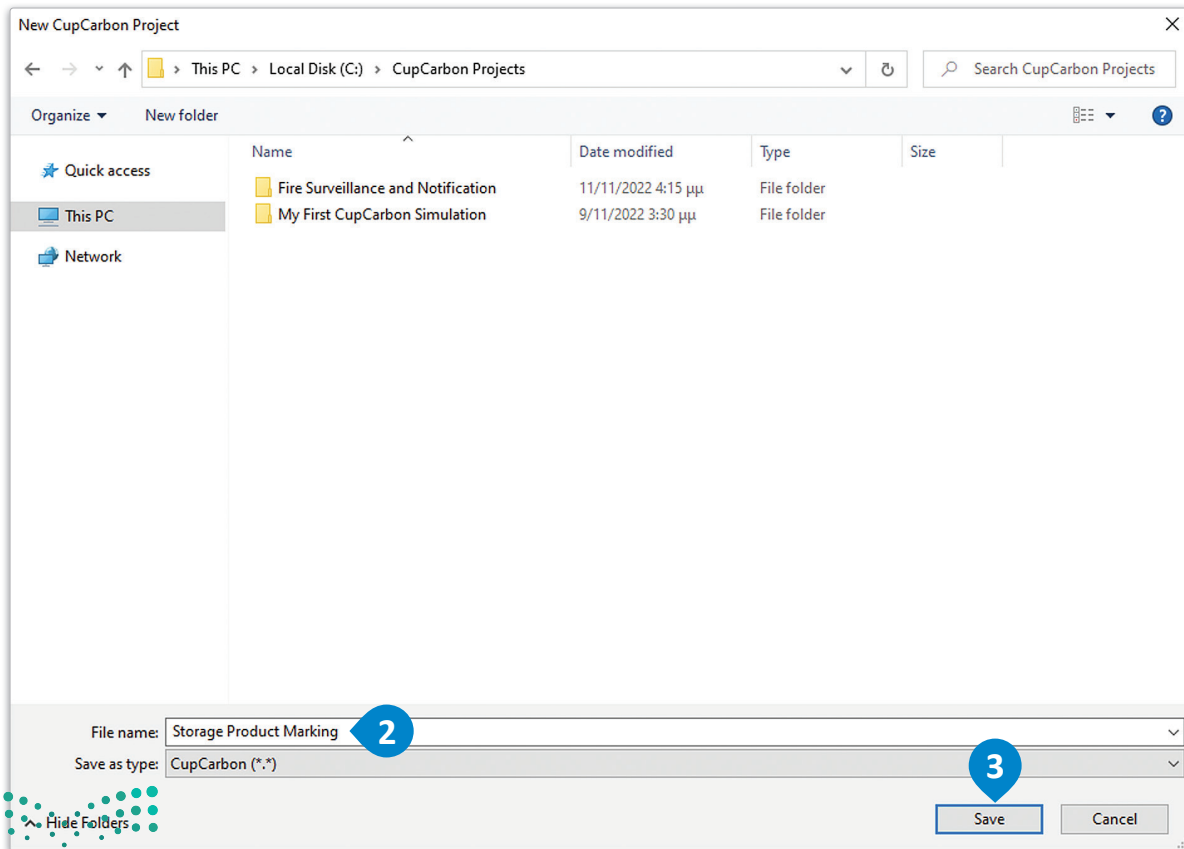 New CupCarbon Project
This PC > Local Disk (C:) > CupCarbon Projects
Search CupCarbon Projects
Organize
New folder
?
Name
Date modified
Type
Size
Quick access
This PC
Network
Fire Surveillance and Notification 11/11/2022 4:15 μμ File folder
My First CupCarbon Simulation 9/11/2022 3:30 μμ File folder
File name: Storage Product Marking
2
Save as type: CupCarbon (*.*)
3
Hide Folders
Save
Cancel